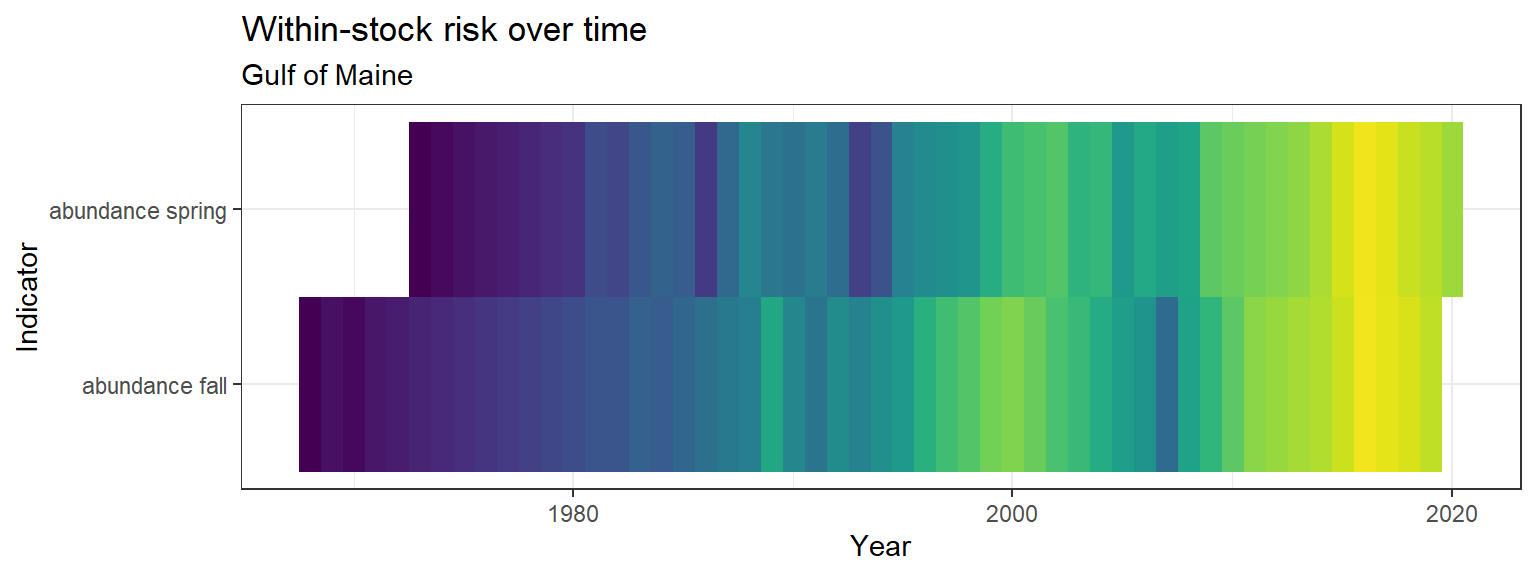 Within-stock risk over time
Gulf of Maine
Indicator
abundance spring
abundance fall
1980
2000
2020
Year